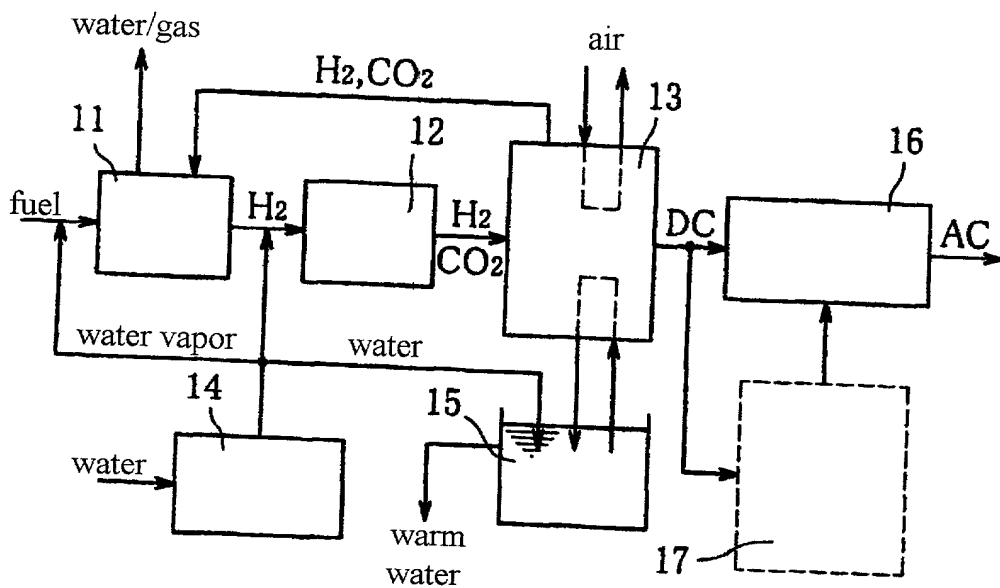 water/gas
air
H2,CO2
11
12
13
16
fuel
H2
H2
CO2
DC
AC
water vapor
water
14
15
water
warm
water
17